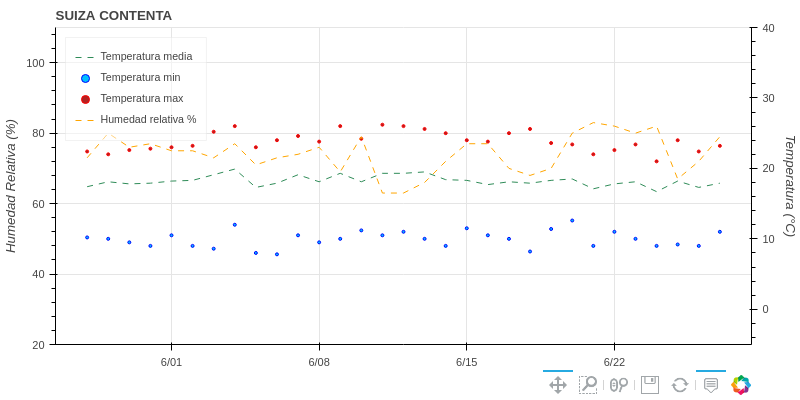 SUIZA CONTENTA
Temperatura media
Temperatura min
Temperatura max
Humedad relativa %
Humedad Relativa (%)
100
80
60
40
20
Temperatura (°C)
40
30
20
10
0
6/01
6/08
6/15
6/22